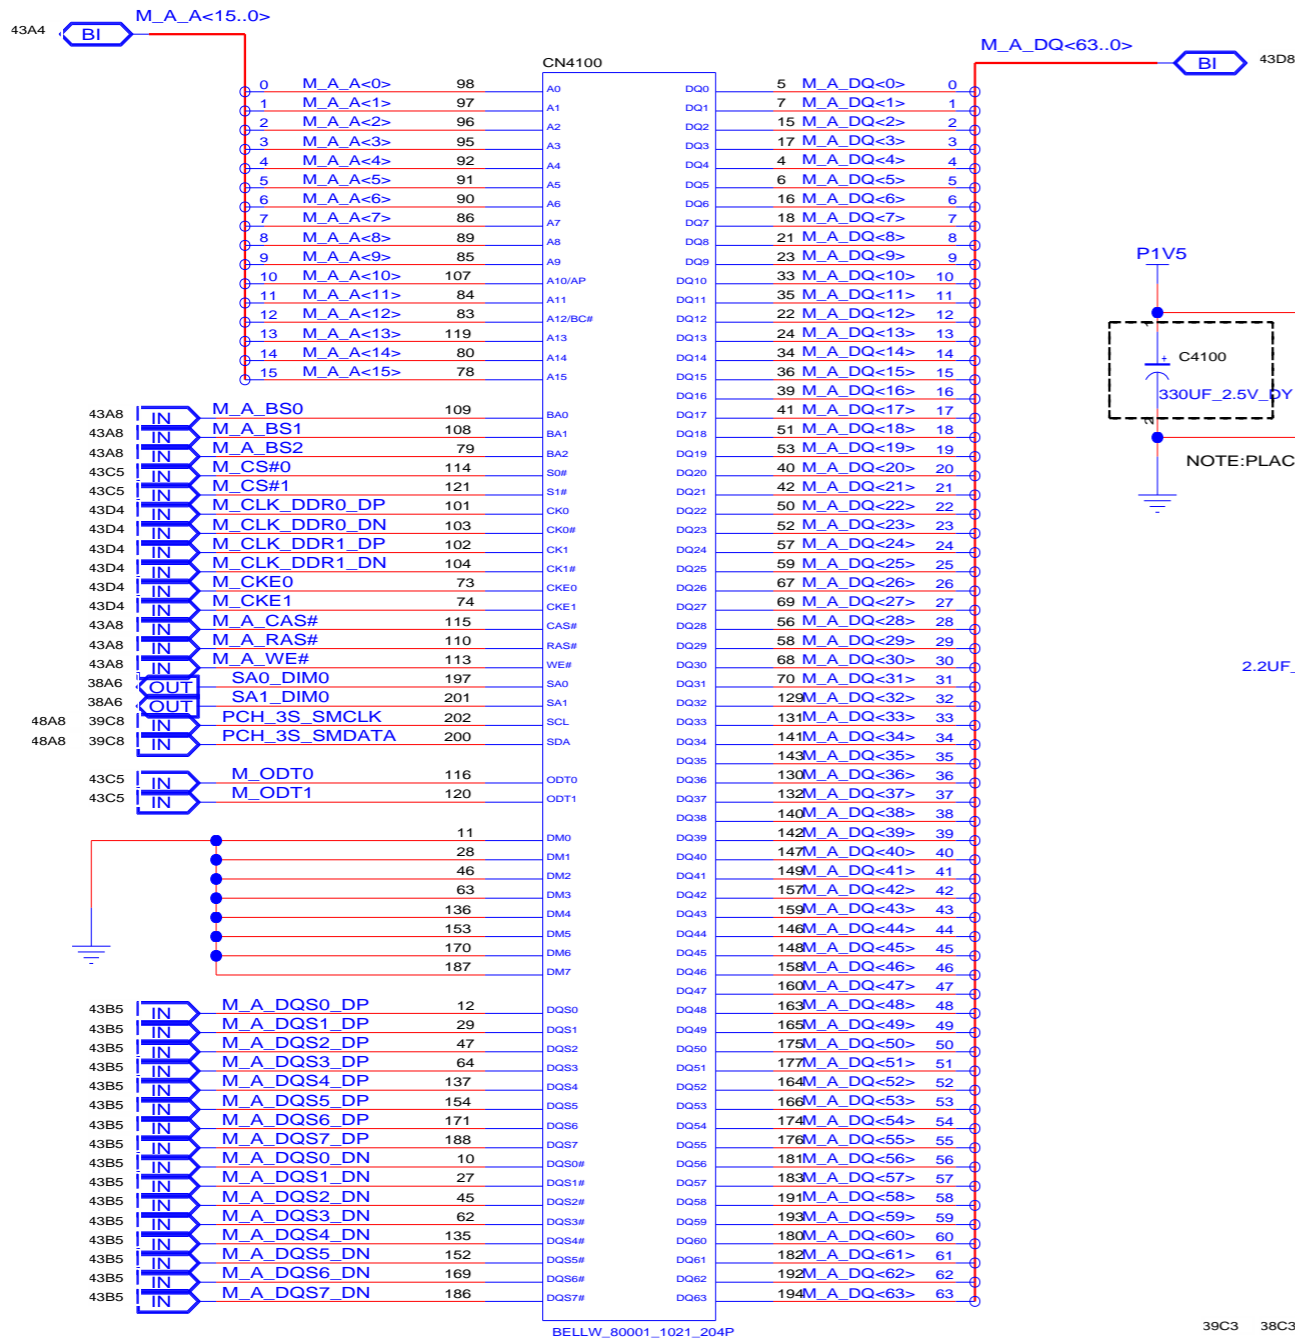 M_A_A<15..0>
43A4 BI
M_A_DQ<63..0>
BI 43D8
CN4100
0 M_A_A<0> 98 A0 DQ0 5 M_A_DQ<0> 0
1 M_A_A<1> 97 A1 DQ1 7 M_A_DQ<1> 1
2 M_A_A<2> 96 A2 DQ2 15 M_A_DQ<2> 2
3 M_A_A<3> 95 A3 DQ3 17 M_A_DQ<3> 3
4 M_A_A<4> 92 A4 DQ4 4 M_A_DQ<4> 4
5 M_A_A<5> 91 A5 DQ5 6 M_A_DQ<5> 5
6 M_A_A<6> 90 A6 DQ6 16 M_A_DQ<6> 6
7 M_A_A<7> 86 A7 DQ7 18 M_A_DQ<7> 7
8 M_A_A<8> 89 A8 DQ8 21 M_A_DQ<8> 8
9 M_A_A<9> 85 A9 DQ9 23 M_A_DQ<9> 9
10 M_A_A<10> 107 A10/AP DQ10 33 M_A_DQ<10> 10
11 M_A_A<11> 84 A11 DQ11 35 M_A_DQ<11> 11
12 M_A_A<12> 83 A12/BC# DQ12 22 M_A_DQ<12> 12
13 M_A_A<13> 119 A13 DQ13 24 M_A_DQ<13> 13
14 M_A_A<14> 80 A14 DQ14 34 M_A_DQ<14> 14
15 M_A_A<15> 78 A15 DQ15 36 M_A_DQ<15> 15
DQ16 39 M_A_DQ<16> 16
43A8 IN M_A_BS0 109 BA0 DQ17 41 M_A_DQ<17> 17
43A8 IN M_A_BS1 108 BA1 DQ18 51 M_A_DQ<18> 18
43A8 IN M_A_BS2 79 BA2 DQ19 53 M_A_DQ<19> 19
43C5 IN M_CS#0 114 S0# DQ20 40 M_A_DQ<20> 20
43C5 IN M_CS#1 121 S1# DQ21 42 M_A_DQ<21> 21
43D4 IN M_CLK_DDR0_DP 101 CK0 DQ22 50 M_A_DQ<22> 22
43D4 IN M_CLK_DDR0_DN 103 CK0# DQ23 52 M_A_DQ<23> 23
43D4 IN M_CLK_DDR1_DP 102 CK1 DQ24 57 M_A_DQ<24> 24
43D4 IN M_CLK_DDR1_DN 104 CK1# DQ25 59 M_A_DQ<25> 25
43D4 IN M_CKE0 73 CKE0 DQ26 67 M_A_DQ<26> 26
43D4 IN M_CKE1 74 CKE1 DQ27 69 M_A_DQ<27> 27
43A8 IN M_A_CAS# 115 CAS# DQ28 56 M_A_DQ<28> 28
43A8 IN M_A_RAS# 110 RAS# DQ29 58 M_A_DQ<29> 29
43A8 IN M_A_WE# 113 WE# DQ30 68 M_A_DQ<30> 30
38A6 OUT SA0_DIM0 197 SA0 DQ31 70 M_A_DQ<31> 31
38A6 OUT SA1_DIM0 201 SA1 DQ32 129 M_A_DQ<32> 32
48A8 39C8 IN PCH_3S_SMCLK 202 SCL DQ33 131 M_A_DQ<33> 33
48A8 39C8 IN PCH_3S_SMDATA 200 SDA DQ34 141 M_A_DQ<34> 34
DQ35 143 M_A_DQ<35> 35
43C5 IN M_ODT0 116 ODT0 DQ36 130 M_A_DQ<36> 36
43C5 IN M_ODT1 120 ODT1 DQ37 132 M_A_DQ<37> 37
DQ38 140 M_A_DQ<38> 38
11 DM0 DQ39 142 M_A_DQ<39> 39
28 DM1 DQ40 147 M_A_DQ<40> 40
46 DM2 DQ41 149 M_A_DQ<41> 41
63 DM3 DQ42 157 M_A_DQ<42> 42
136 DM4 DQ43 159 M_A_DQ<43> 43
153 DM5 DQ44 146 M_A_DQ<44> 44
170 DM6 DQ45 148 M_A_DQ<45> 45
187 DM7 DQ46 158 M_A_DQ<46> 46
DQ47 160 M_A_DQ<47> 47
43B5 IN M_A_DQS0_DP 12 DQS0 DQ48 163 M_A_DQ<48> 48
43B5 IN M_A_DQS1_DP 29 DQS1 DQ49 165 M_A_DQ<49> 49
43B5 IN M_A_DQS2_DP 47 DQS2 DQ50 175 M_A_DQ<50> 50
43B5 IN M_A_DQS3_DP 64 DQS3 DQ51 177 M_A_DQ<51> 51
43B5 IN M_A_DQS4_DP 137 DQS4 DQ52 164 M_A_DQ<52> 52
43B5 IN M_A_DQS5_DP 154 DQS5 DQ53 166 M_A_DQ<53> 53
43B5 IN M_A_DQS6_DP 171 DQS6 DQ54 174 M_A_DQ<54> 54
43B5 IN M_A_DQS7_DP 188 DQS7 DQ55 176 M_A_DQ<55> 55
43B5 IN M_A_DQS0_DN 10 DQS0# DQ56 181 M_A_DQ<56> 56
43B5 IN M_A_DQS1_DN 27 DQS1# DQ57 183 M_A_DQ<57> 57
43B5 IN M_A_DQS2_DN 45 DQS2# DQ58 191 M_A_DQ<58> 58
43B5 IN M_A_DQS3_DN 62 DQS3# DQ59 193 M_A_DQ<59> 59
43B5 IN M_A_DQS4_DN 135 DQS4# DQ60 180 M_A_DQ<60> 60
43B5 IN M_A_DQS5_DN 152 DQS5# DQ61 182 M_A_DQ<61> 61
43B5 IN M_A_DQS6_DN 169 DQS6# DQ62 192 M_A_DQ<62> 62
43B5 IN M_A_DQS7_DN 186 DQS7# DQ63 194 M_A_DQ<63> 63
BELLW_80001_1021_204P
P1V5
1
+
C4100
330UF_2.5V_DY
2
NOTE:PLAC
2.2UF_
39C3 38C3